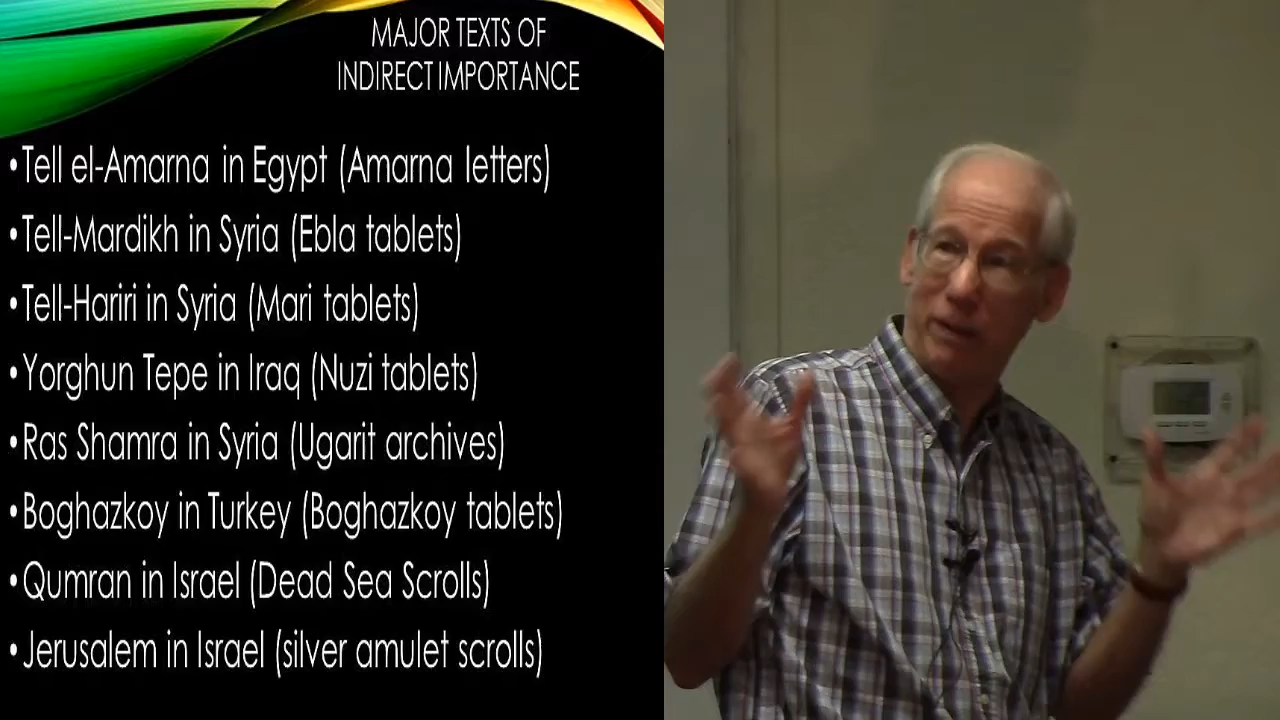 MAJOR TEXTS OF
INDIRECT IMPORTANCE
•Tell el-Amarna in Egypt (Amarna letters)
•Tell-Mardikh in Syria (Ebla tablets)
•Tell-Hariri in Syria (Mari tablets)
•Yorghun Tepe in Iraq (Nuzi tablets)
•Ras Shamra in Syria (Ugarit archives)
•Boghazkoy in Turkey (Boghazkoy tablets)
•Qumran in Israel (Dead Sea Scrolls)
•Jerusalem in Israel (silver amulet scrolls)